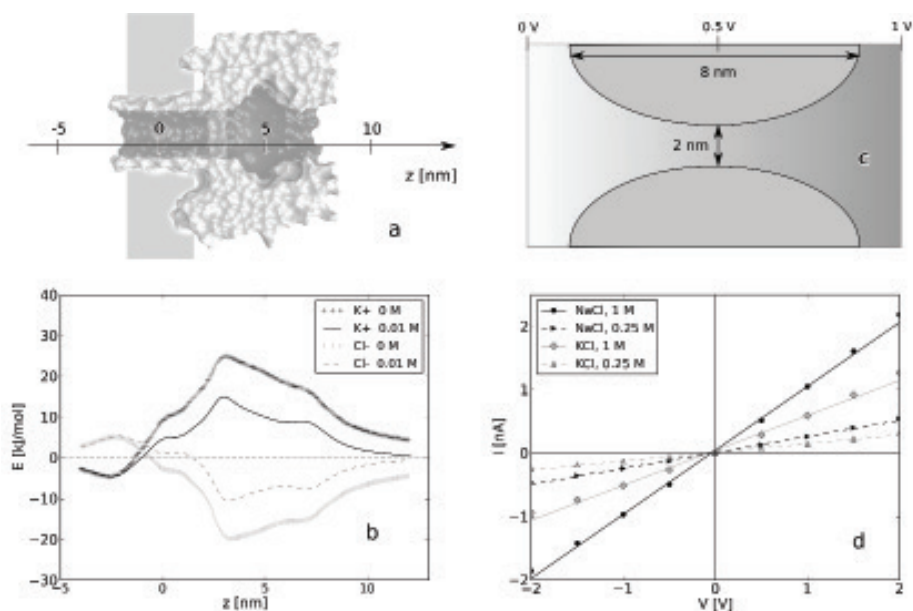 a
-5
0
5
10
z [nm]
0 V
0.5 V
1 V
8 nm
2 nm
c
40
30
20
10
0
−10
−20
−30
E [kJ/mol]
K+ 0 M
K+ 0.01 M
Cl- 0 M
Cl- 0.01 M
b
−5
0
5
10
z [nm]
2
1
0
−1
−2
I [nA]
NaCl, 1 M
NaCl, 0.25 M
KCl, 1 M
KCl, 0.25 M
d
−2
−1
0
1
2
V [V]